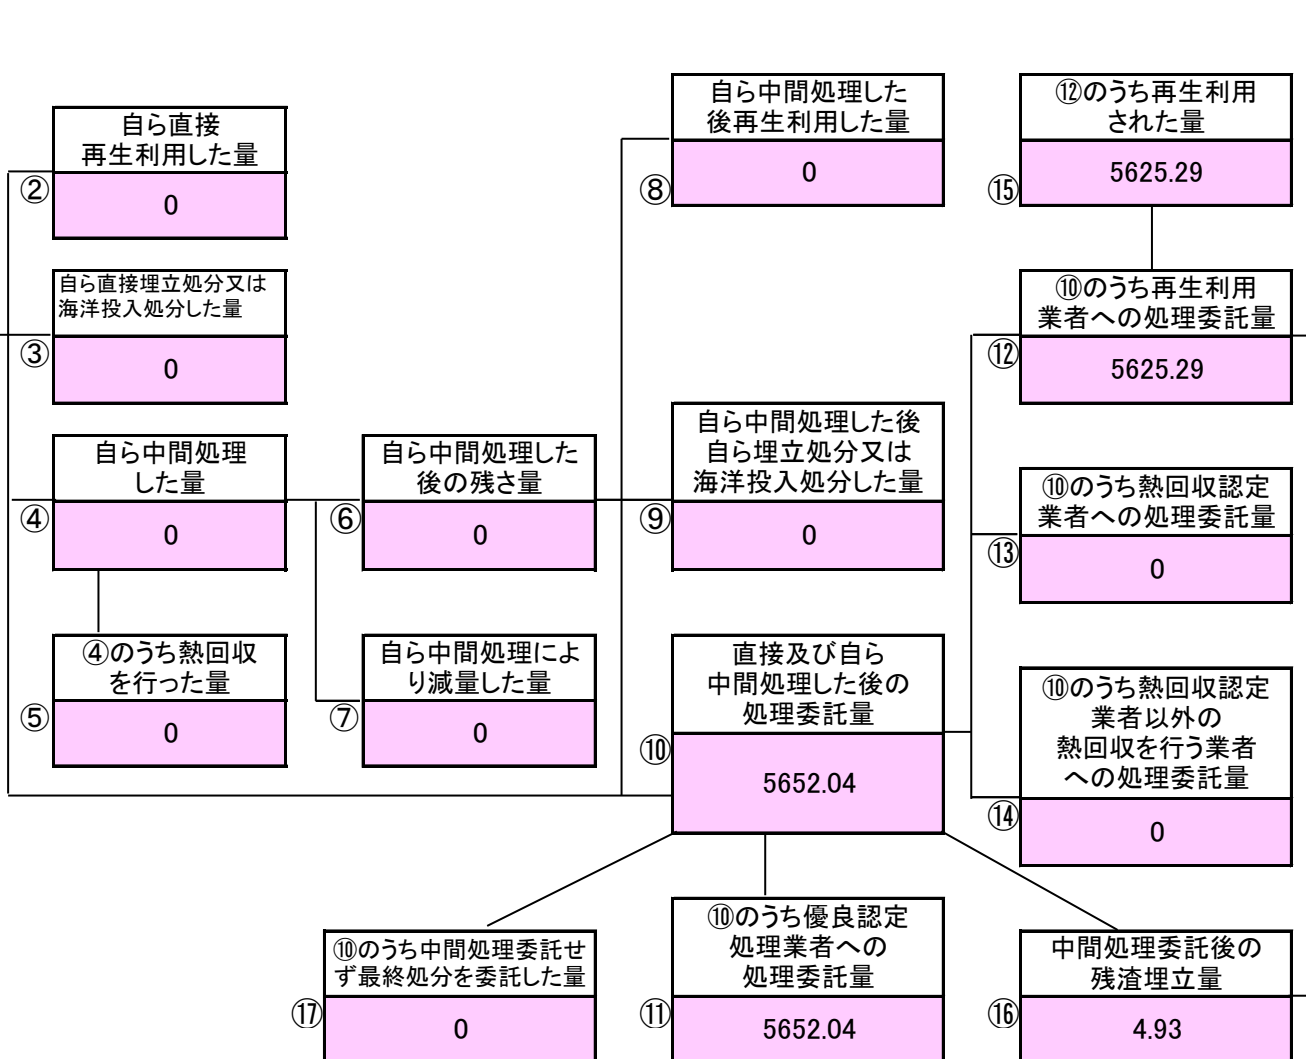 自ら直接
再生利用した量
②
0
自ら直接埋立処分又は
海洋投入処分した量
③
0
自ら中間処理
した量
④
0
④のうち熱回収
を行った量
⑤
0
自ら中間処理した
後の残さ量
⑥
0
自ら中間処理によ
り減量した量
⑦
0
自ら中間処理した
後再生利用した量
⑧
0
自ら中間処理した後
自ら埋立処分又は
海洋投入処分した量
⑨
0
直接及び自ら
中間処理した後の
処理委託量
⑩
5652.04
⑫のうち再生利用
された量
⑮
5625.29
⑩のうち再生利用
業者への処理委託量
⑫
5625.29
⑩のうち熱回収認定
業者への処理委託量
⑬
0
⑩のうち熱回収認定
業者以外の
熱回収を行う業者
への処理委託量
⑭
0
⑩のうち中間処理委託せ
ず最終処分を委託した量
⑰
0
⑩のうち優良認定
処理業者への
処理委託量
⑪
5652.04
中間処理委託後の
残渣埋立量
⑯
4.93